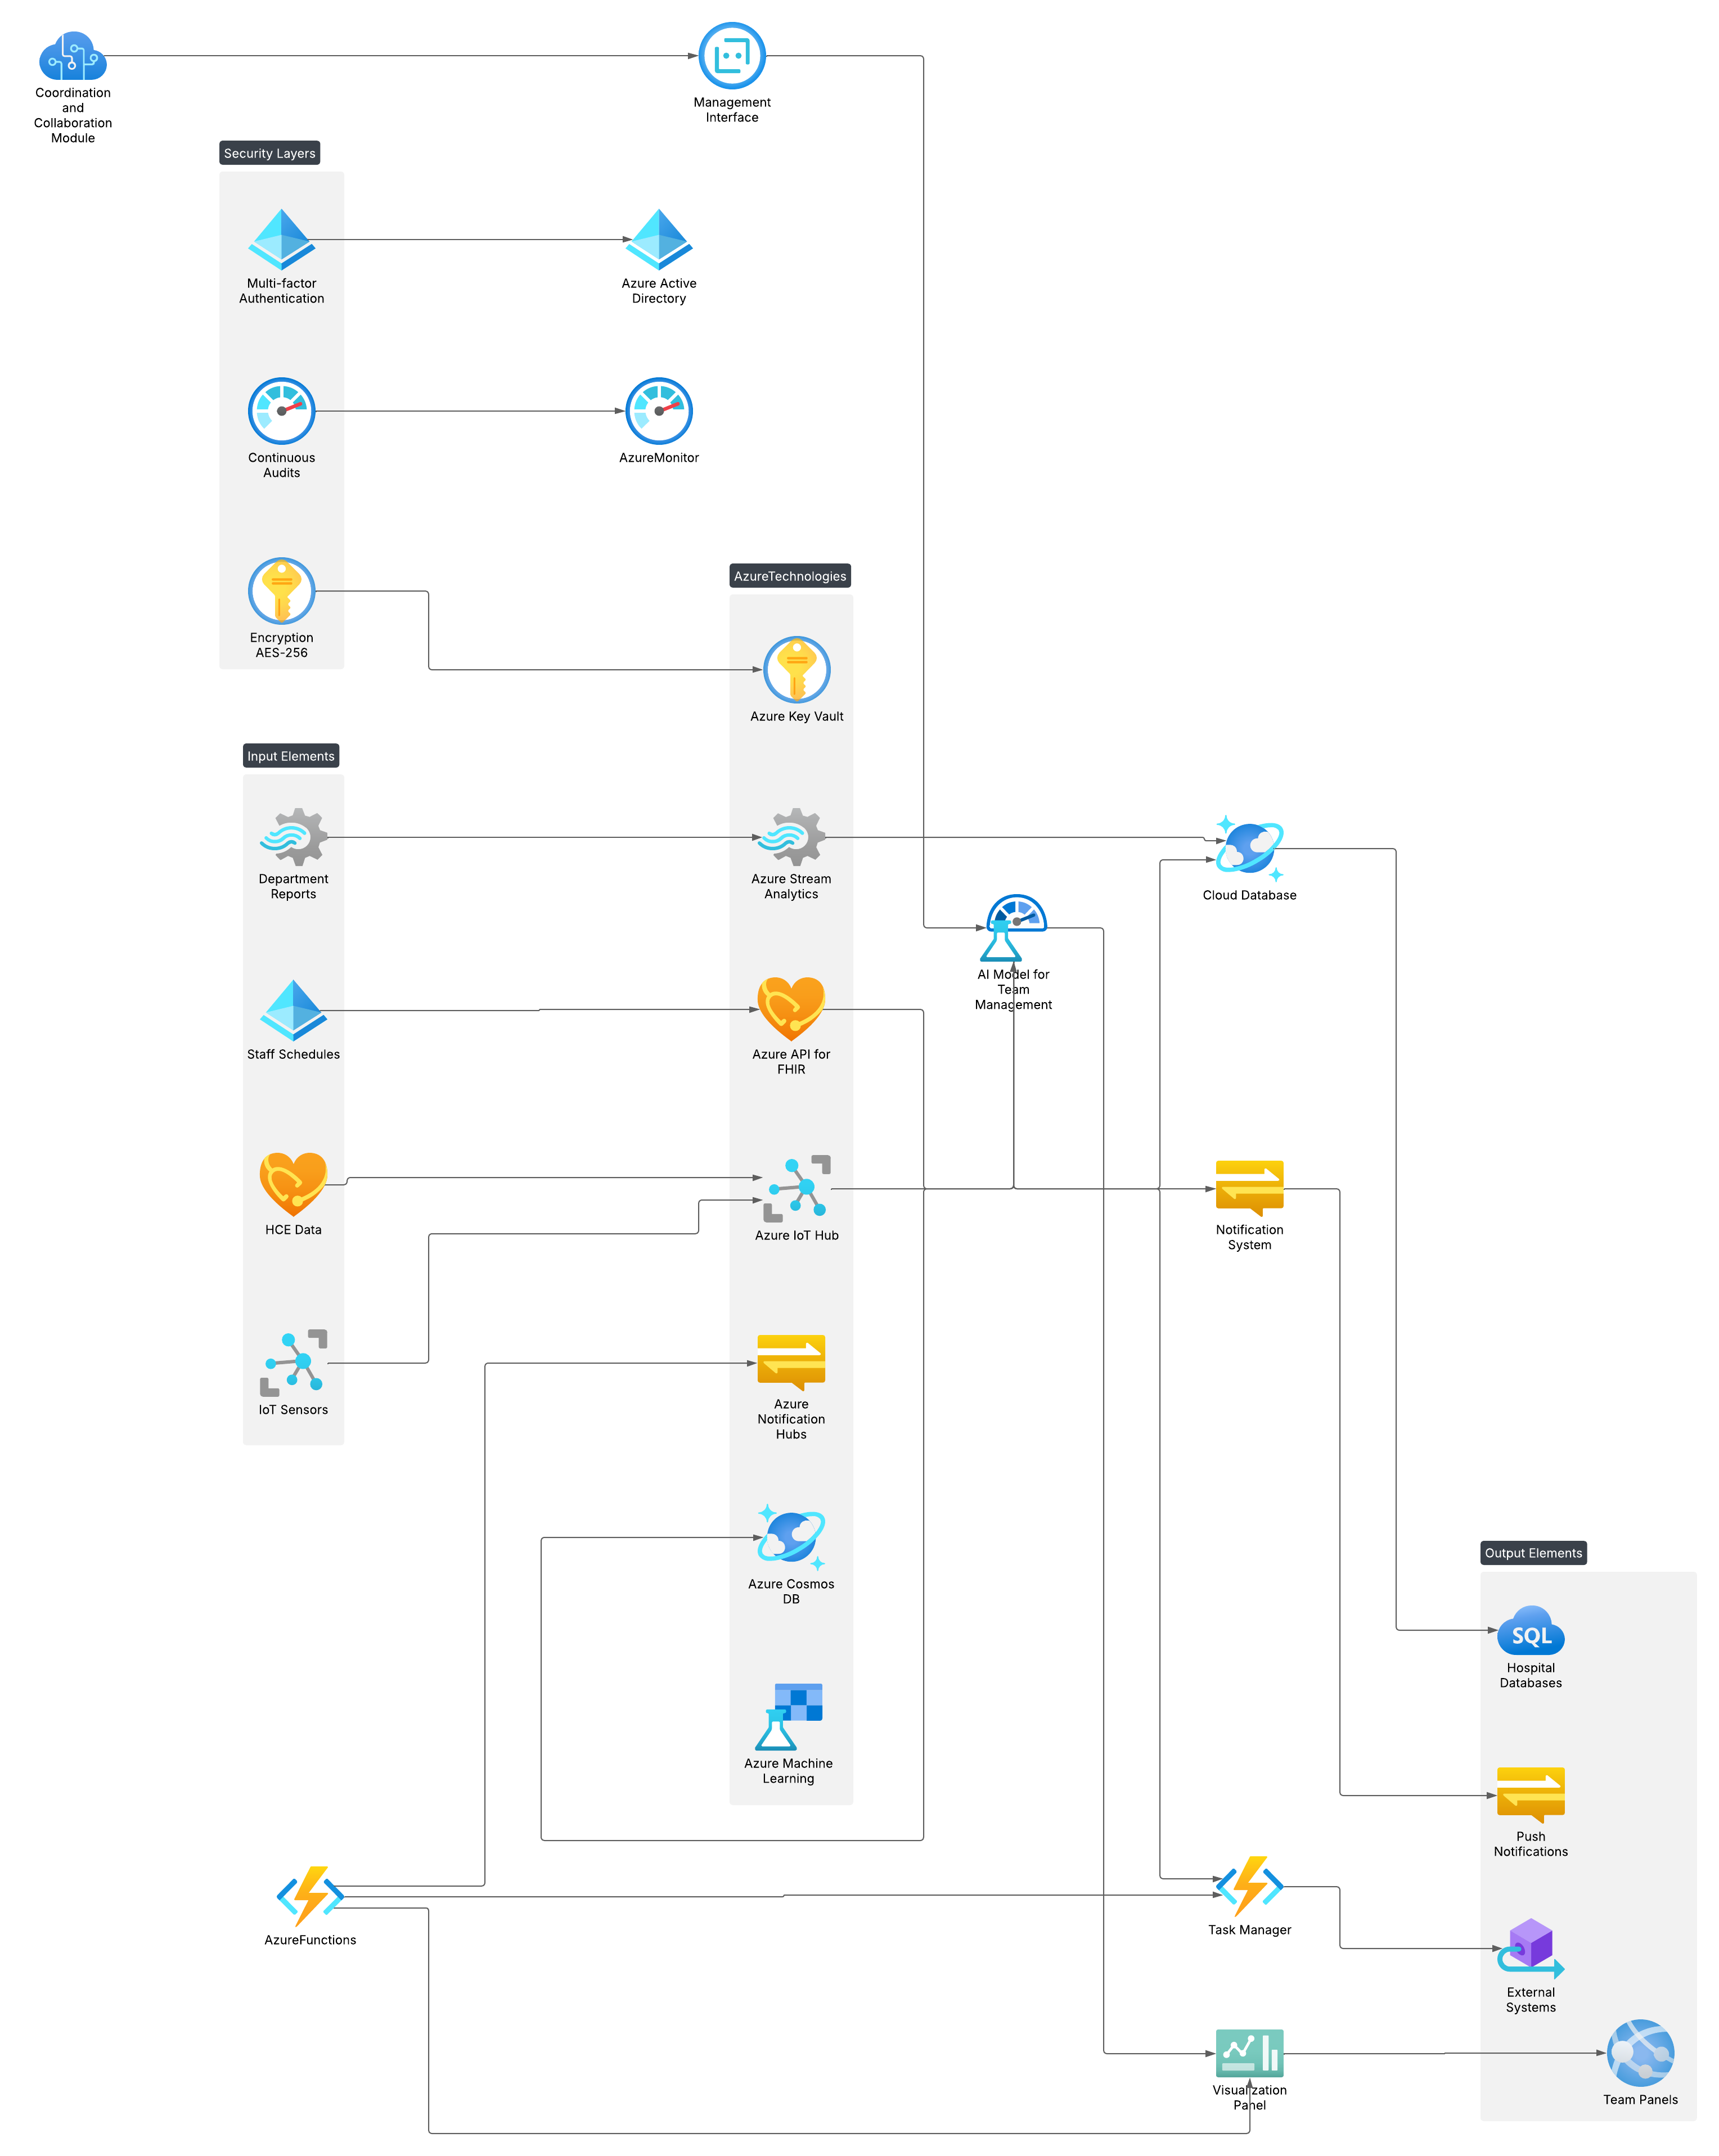 Coordination
and
Collaboration
Module
Management
Interface
Security Layers
Multi-factor
Authentication
Azure Active
Directory
Continuous
Audits
AzureMonitor
Encryption
AES-256
AzureTechnologies
Azure Key Vault
Input Elements
Department
Reports
Azure Stream
Analytics
Cloud Database
AI Model for
Team
Management
Staff Schedules
Azure API for
FHIR
HCE Data
Azure IoT Hub
Notification
System
IoT Sensors
Azure
Notification
Hubs
Azure Cosmos
DB
Output Elements
SQL
Hospital
Databases
Azure Machine
Learning
Push
Notifications
AzureFunctions
Task Manager
External
Systems
Visualization
Panel
Team Panels